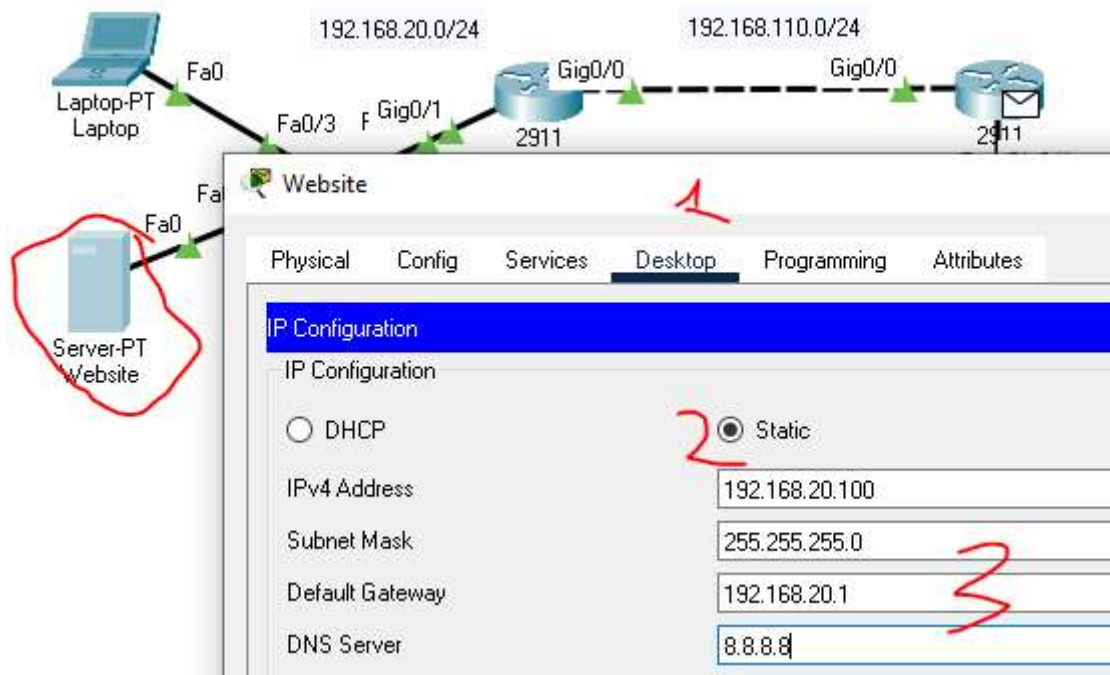 192.168.20.0/24
192.168.110.0/24
Fa0
Gig0/0
Gig0/0
Laptop-PT
Laptop
Fa0/3
Gig0/1
2911
2911
Fa0
Server-PT
Website
Website
1
Physical Config Services Desktop Programming Attributes
IP Configuration
IP Configuration
DHCP
2 Static
IPv4 Address 192.168.20.100
Subnet Mask 255.255.255.0
Default Gateway 192.168.20.1
3
DNS Server 8.8.8.8